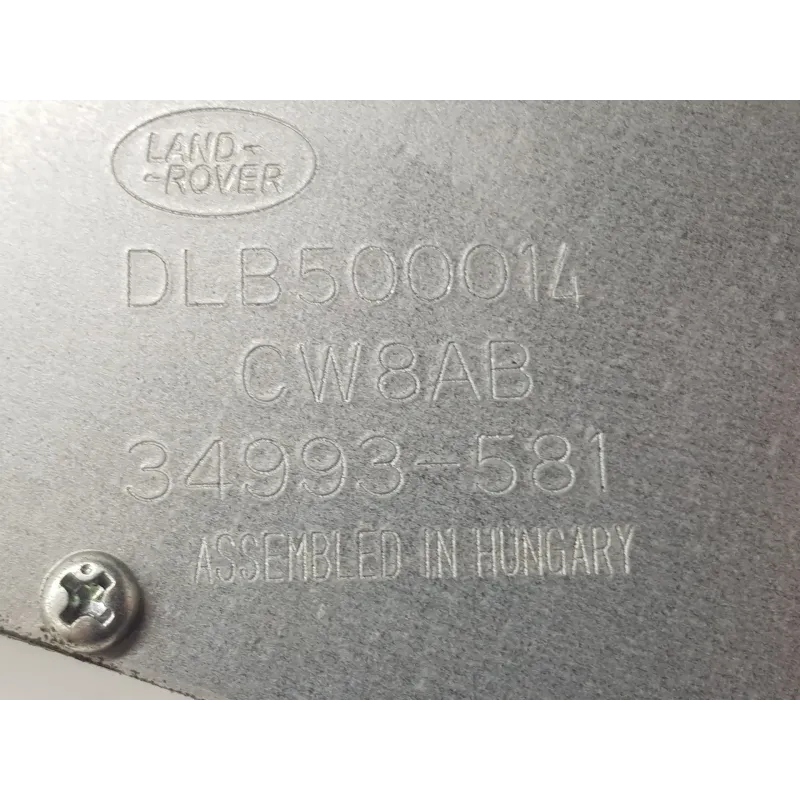 LAND-
-ROVER
DLB500014
CW8AB
34993-581
ASSEMBLED IN HUNGARY